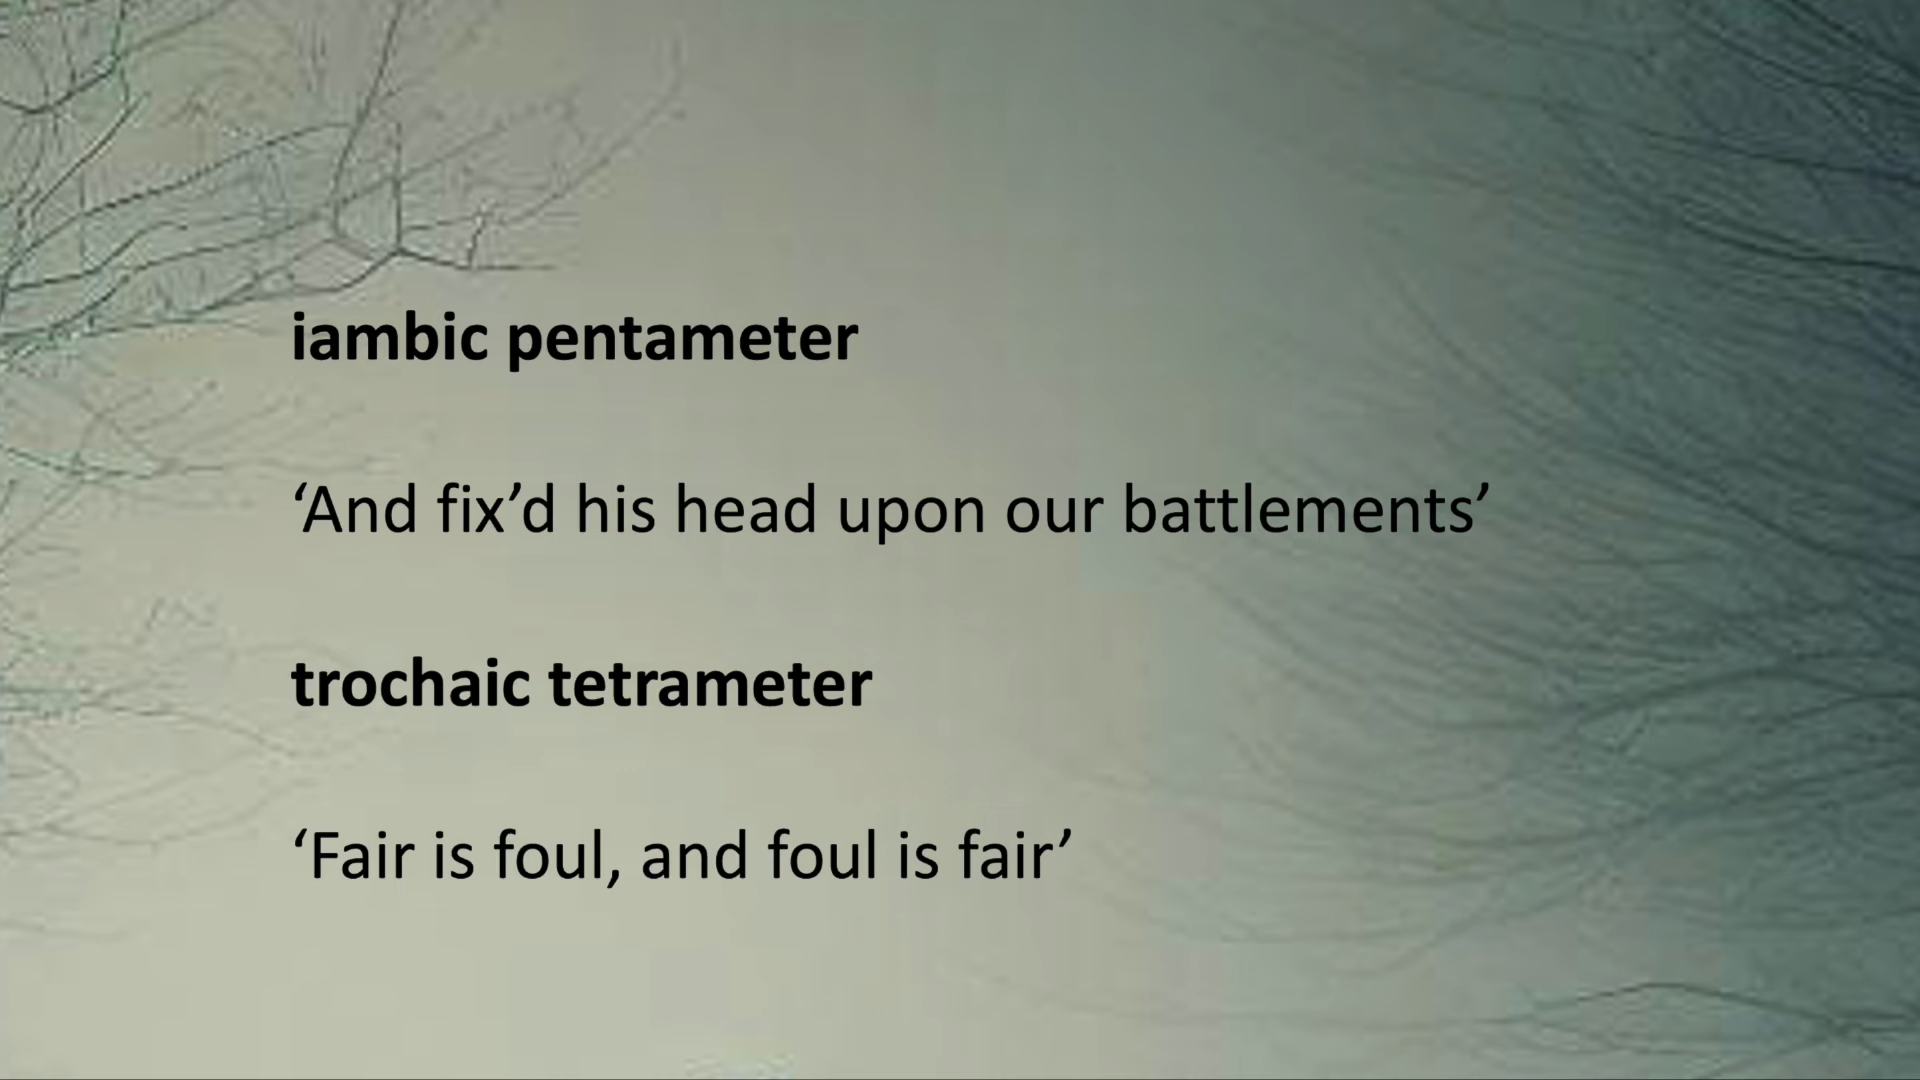 iambic pentameter
‘And fix’d his head upon our battlements’
trochaic tetrameter
‘Fair is foul, and foul is fair’